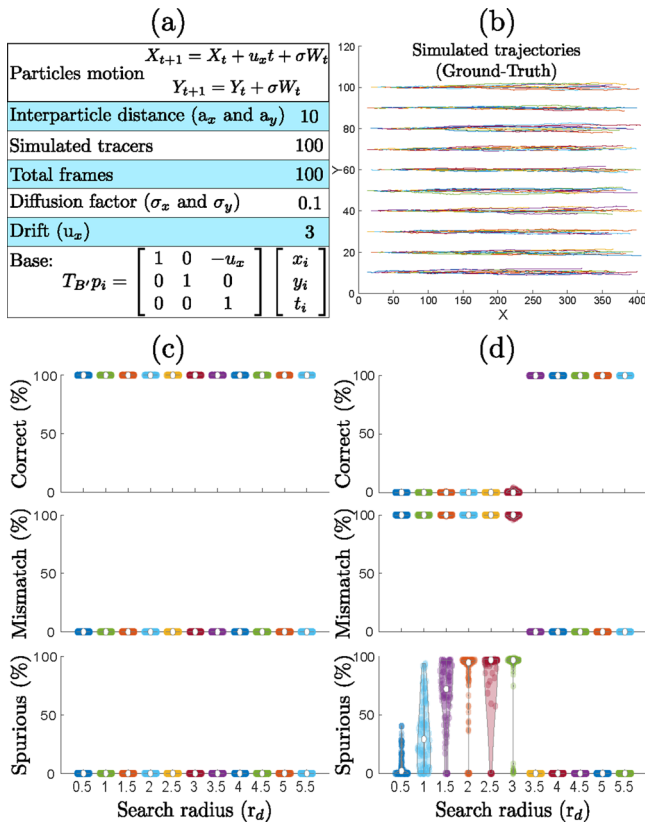 (a)
Particles motion
X_{t+1} = X_t + u_x t + σW_t
Y_{t+1} = Y_t + σW_t
Interparticle distance (a_x and a_y) 10
Simulated tracers 100
Total frames 100
Diffusion factor (σ_x and σ_y) 0.1
Drift (u_x) 3
Base:
T_{B'}p_i = [ 1 0 −u_x ] [ x_i ]
[ 0 1 0 ] [ y_i ]
[ 0 0 1 ] [ t_i ]
(b)
Simulated trajectories
(Ground-Truth)
120
100
80
60
40
20
0
Y
50 100 150 200 250 300 350 400
X
(c)
Correct (%)
100
50
0
Mismatch (%)
100
50
0
Spurious (%)
100
50
0
0.5 1 1.5 2 2.5 3 3.5 4 4.5 5 5.5
Search radius (r_d)
(d)
Correct (%)
100
50
0
Mismatch (%)
100
50
0
Spurious (%)
100
50
0
0.5 1 1.5 2 2.5 3 3.5 4 4.5 5 5.5
Search radius (r_d)